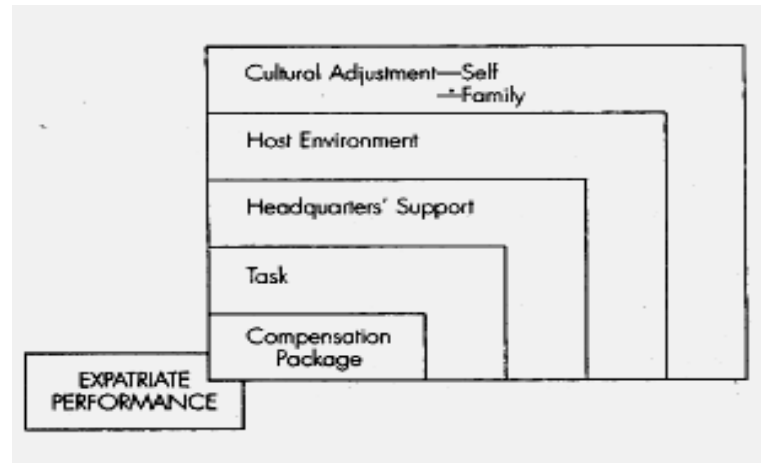 Cultural Adjustment—Self
—Family
Host Environment
Headquarters' Support
Task
Compensation
Package
EXPATRIATE
PERFORMANCE